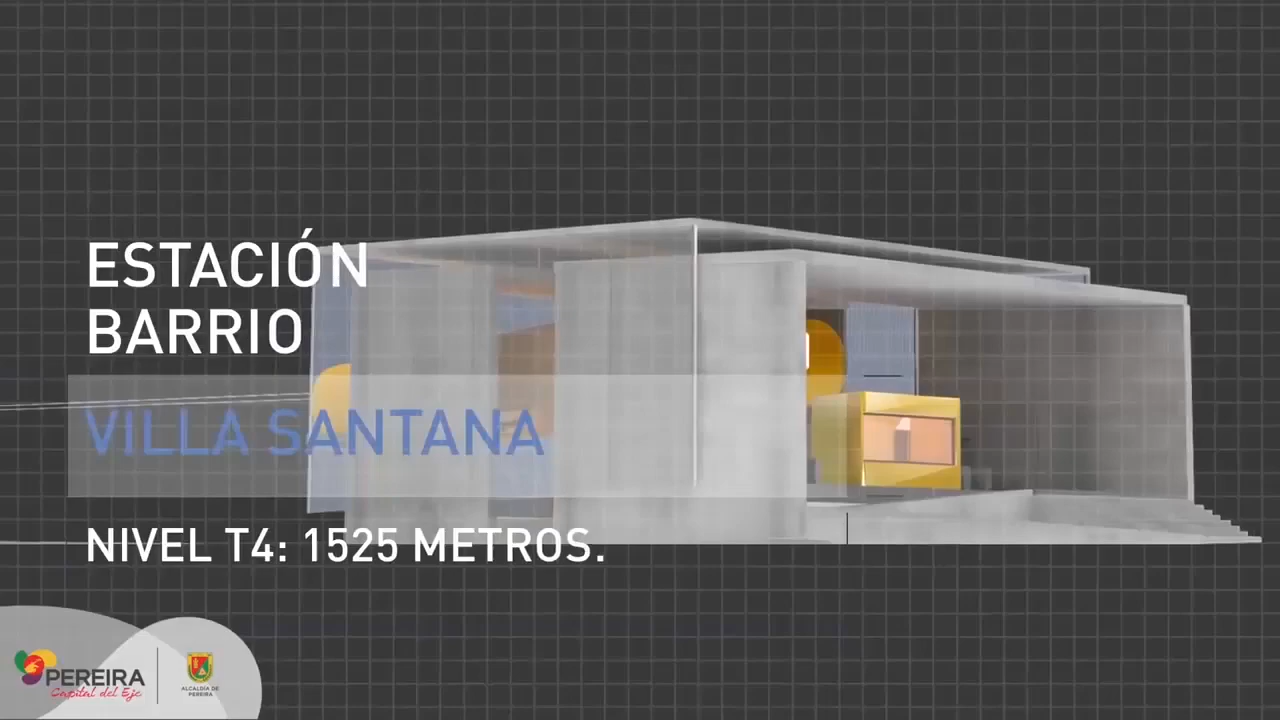 ESTACIÓN
BARRIO
VILLA SANTANA
NIVEL T4: 1525 METROS.
PEREIRA
Capital del Eje
ALCALDÍA DE
PEREIRA